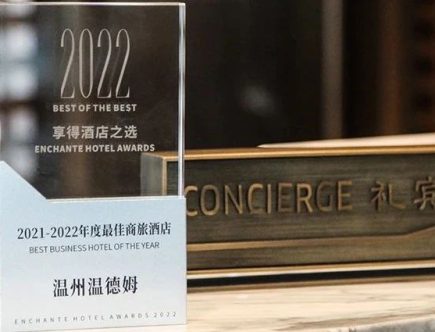 2022
BEST OF THE BEST
享得酒店之选
ENCHANTE HOTEL AWARDS
2021-2022年度最佳商旅酒店
BEST BUSINESS HOTEL OF THE YEAR
温州温德姆
ENCHANTE HOTEL AWARDS 2022
CONCIERGE 礼宾